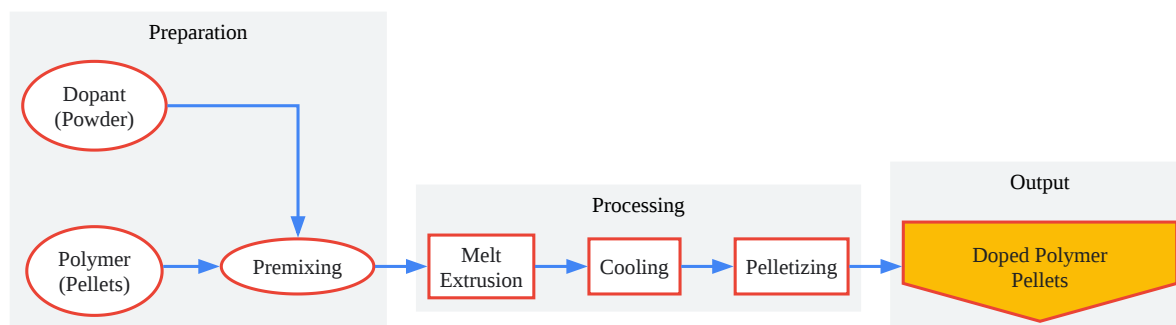 Preparation
Dopant
(Powder)
Polymer
(Pellets)
Premixing
Processing
Melt
Extrusion
Cooling
Pelletizing
Output
Doped Polymer
Pellets